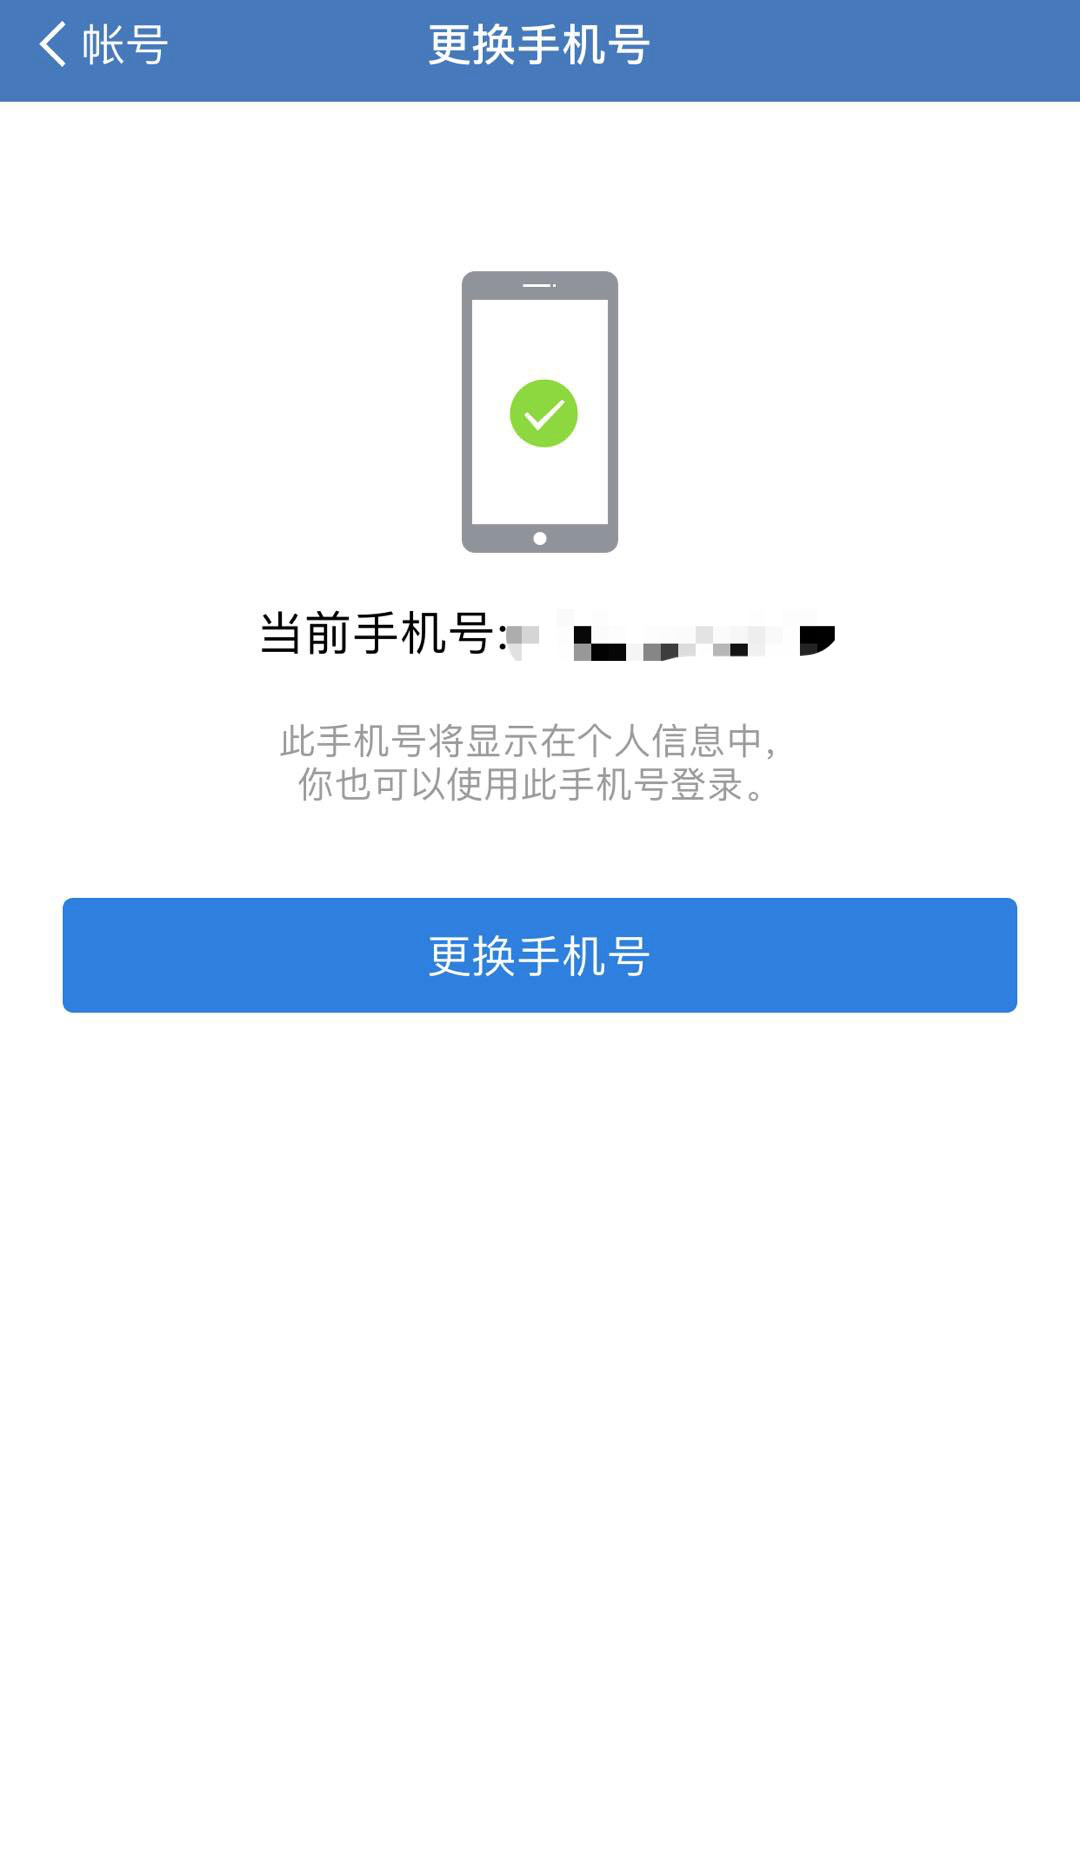 帐号
更换手机号
当前手机号:
此手机号将显示在个人信息中,
你也可以使用此手机号登录。
更换手机号